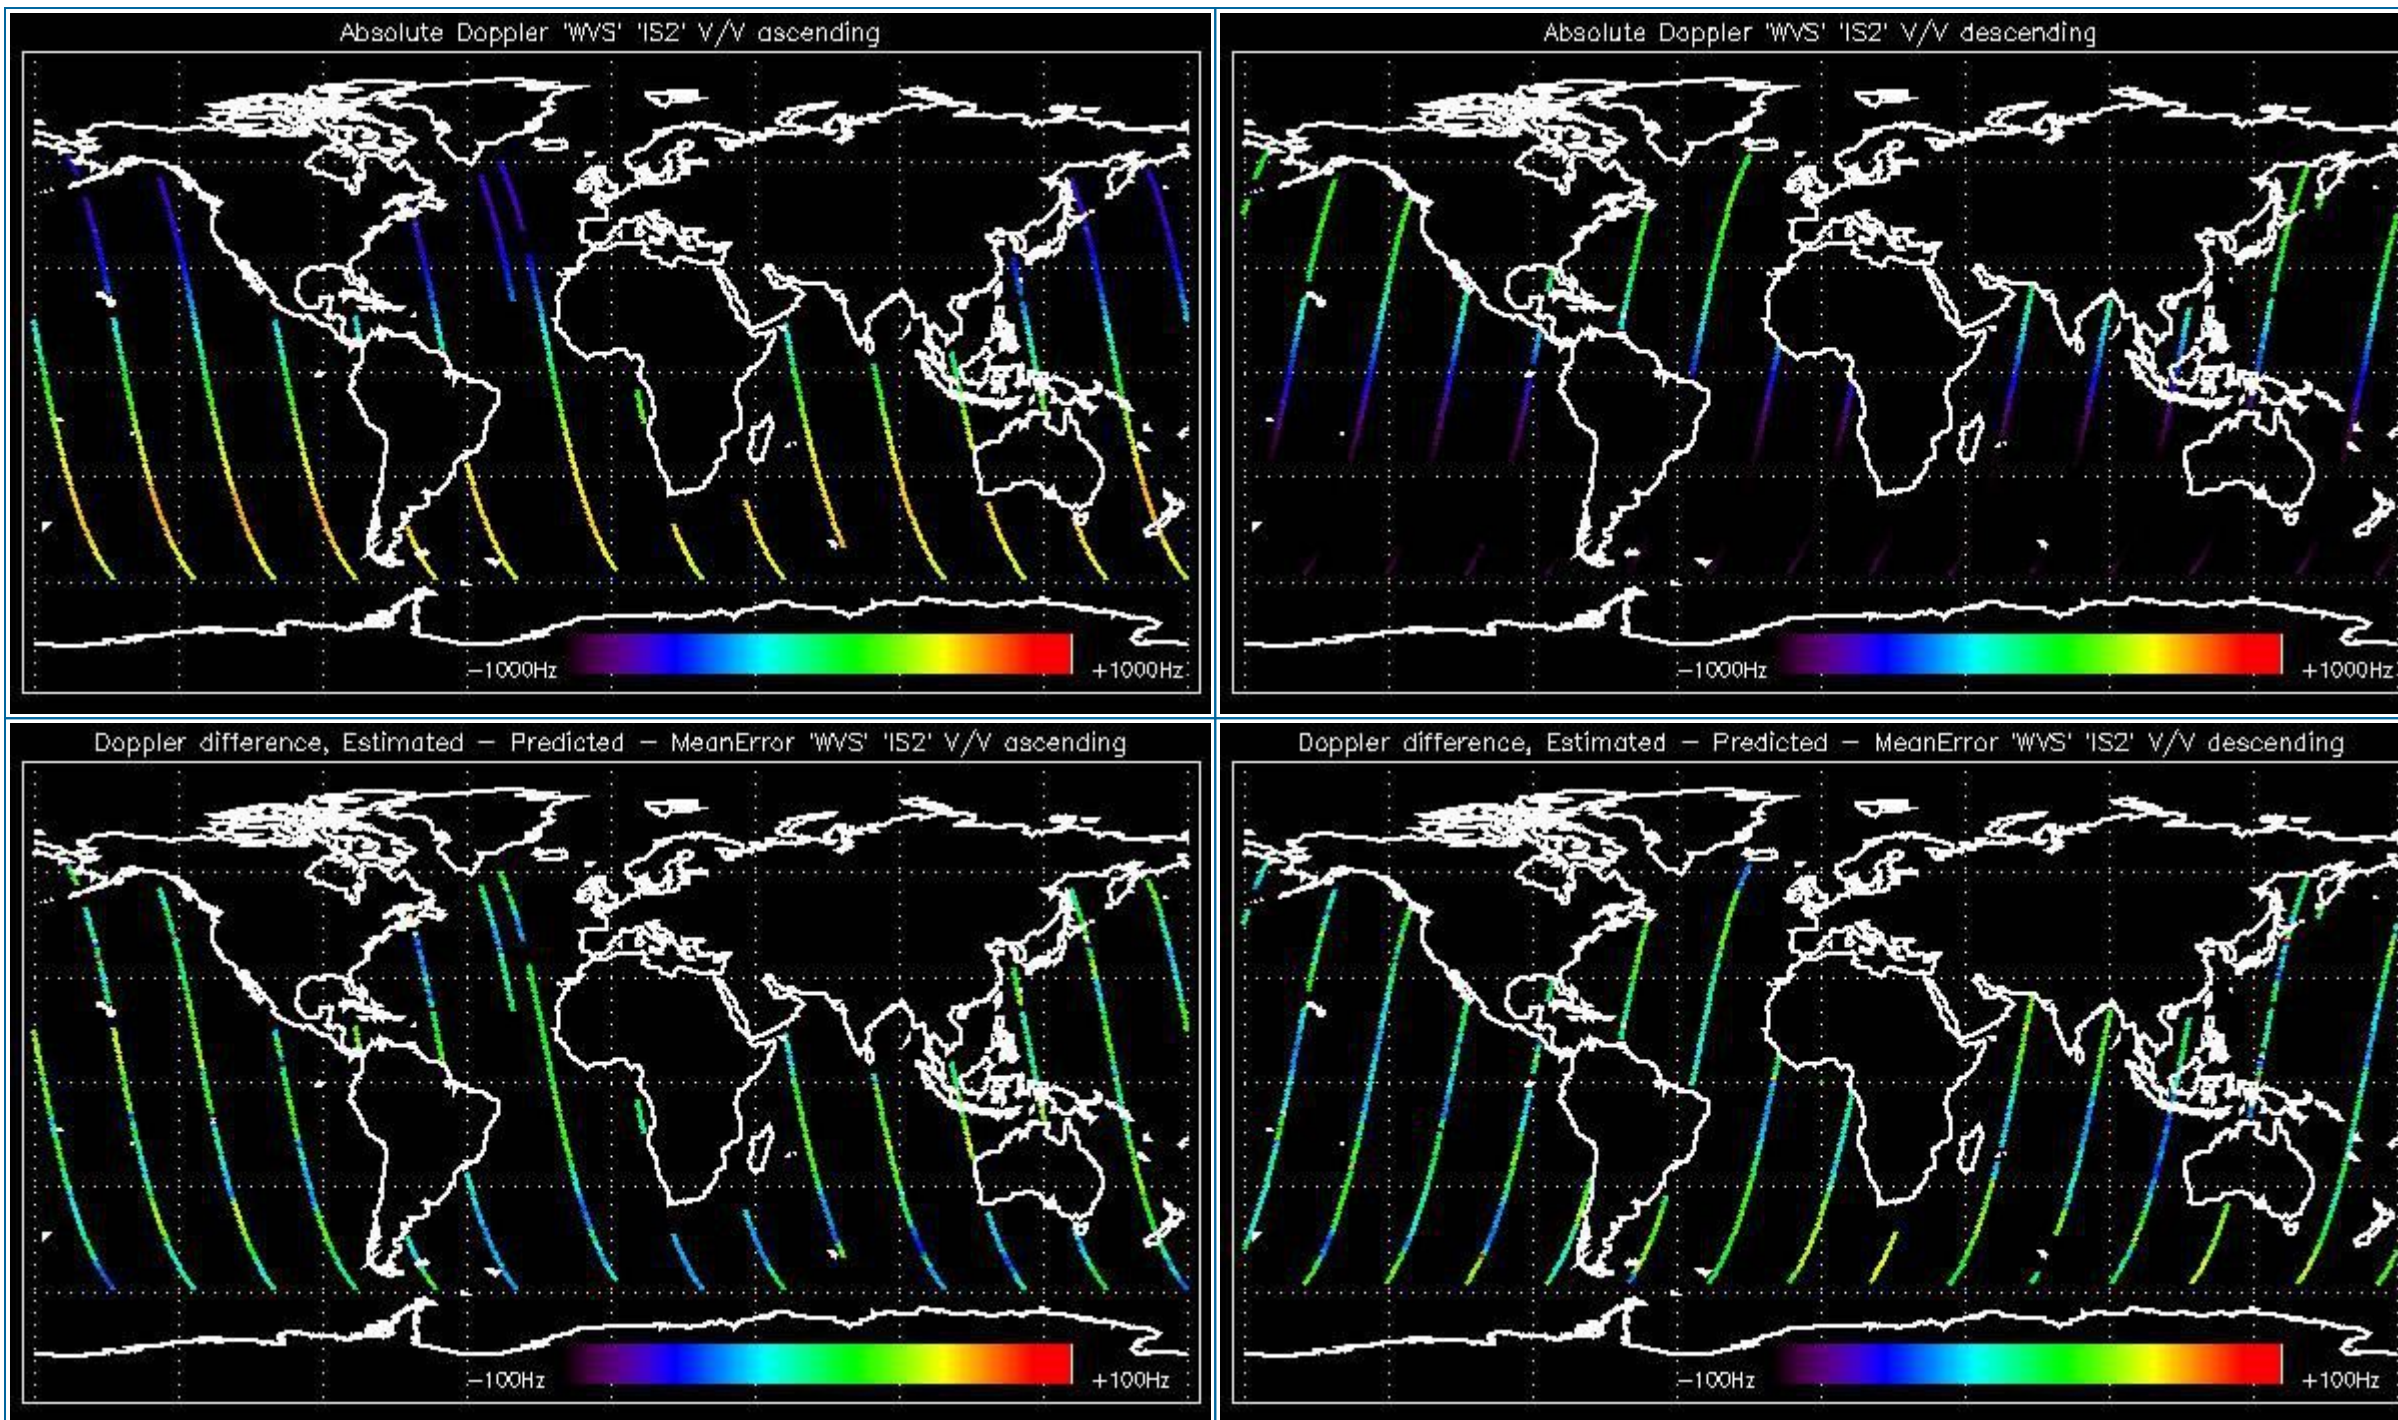 Absolute Doppler 'WVS' 'IS2' V/V ascending
-1000Hz
+1000Hz
Absolute Doppler 'WVS' 'IS2' V/V descending
-1000Hz
+1000Hz
Doppler difference, Estimated - Predicted - MeanError 'WVS' 'IS2' V/V ascending
-100Hz
+100Hz
Doppler difference, Estimated - Predicted - MeanError 'WVS' 'IS2' V/V descending
-100Hz
+100Hz